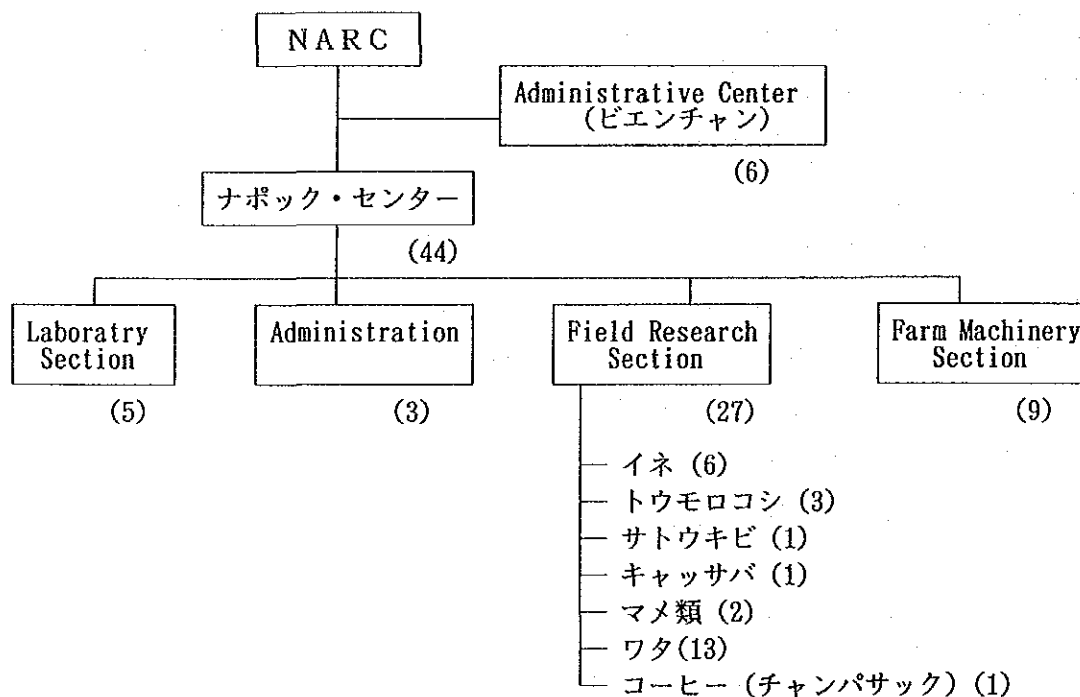 NARC
Administrative Center
(ビエンチャン)
(6)
ナポック・センター
(44)
Laboratry
Section
(5)
Administration
(3)
Field Research
Section
(27)
Farm Machinery
Section
(9)
イネ (6)
トウモロコシ (3)
サトウキビ (1)
キャッサバ (1)
マメ類 (2)
ワタ(13)
コーヒー (チャンパサック) (1)